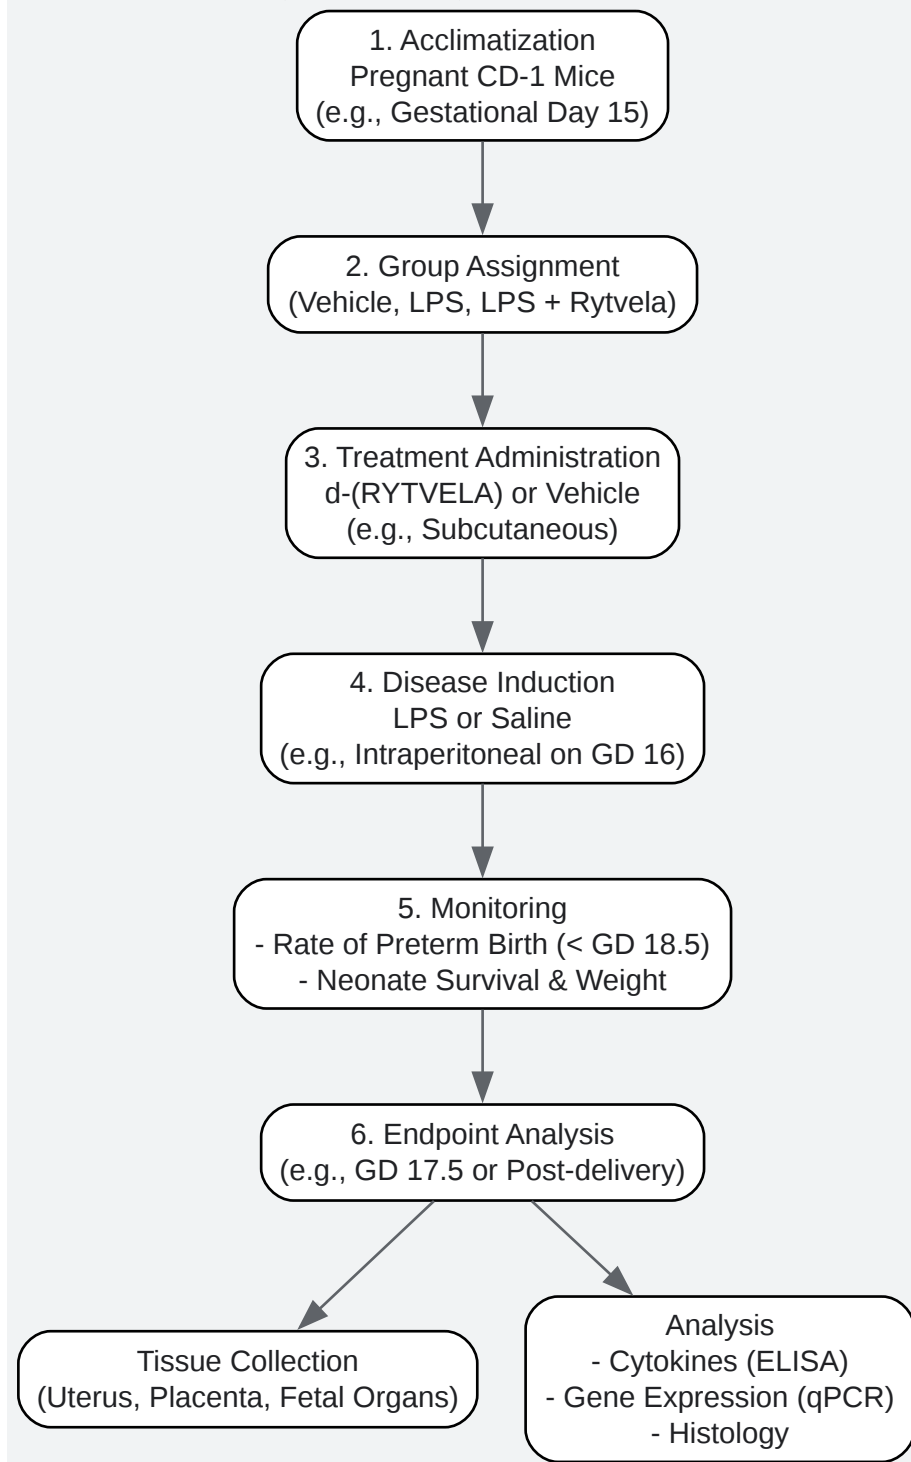 1. Acclimatization
Pregnant CD-1 Mice
(e.g., Gestational Day 15)
2. Group Assignment
(Vehicle, LPS, LPS + Rytvela)
3. Treatment Administration
d-(RYTVELA) or Vehicle
(e.g., Subcutaneous)
4. Disease Induction
LPS or Saline
(e.g., Intraperitoneal on GD 16)
5. Monitoring
- Rate of Preterm Birth (< GD 18.5)
- Neonate Survival & Weight
6. Endpoint Analysis
(e.g., GD 17.5 or Post-delivery)
Tissue Collection
(Uterus, Placenta, Fetal Organs)
Analysis
- Cytokines (ELISA)
- Gene Expression (qPCR)
- Histology